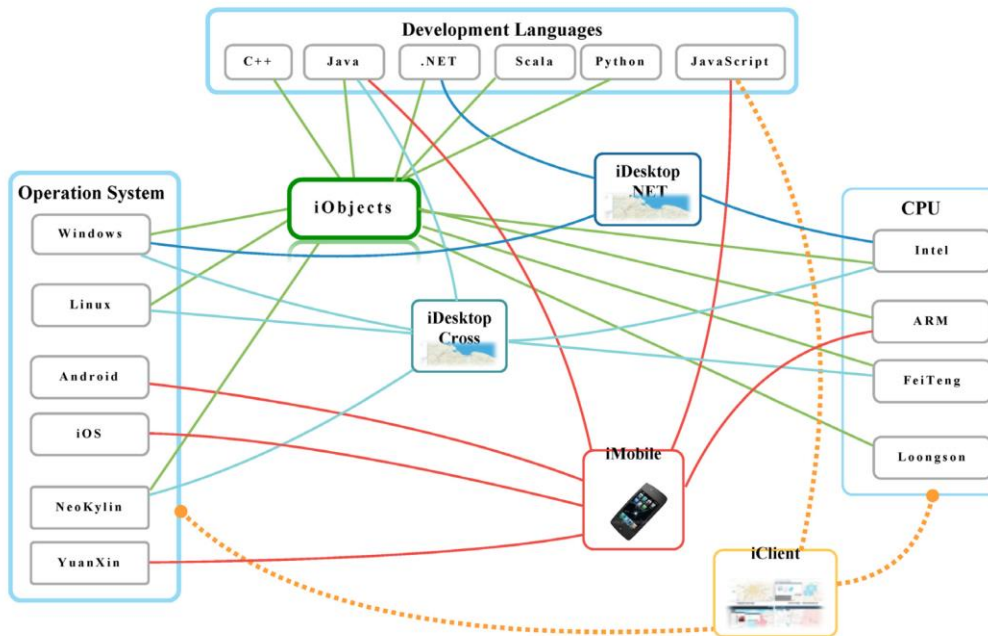 Development Languages
C++
Java
.NET
Scala
Python
JavaScript
Operation System
Windows
Linux
Android
iOS
NeoKylin
YuanXin
iObjects
iDesktop
.NET
iDesktop
Cross
iMobile
iClient
CPU
Intel
ARM
FeiTeng
Loongson